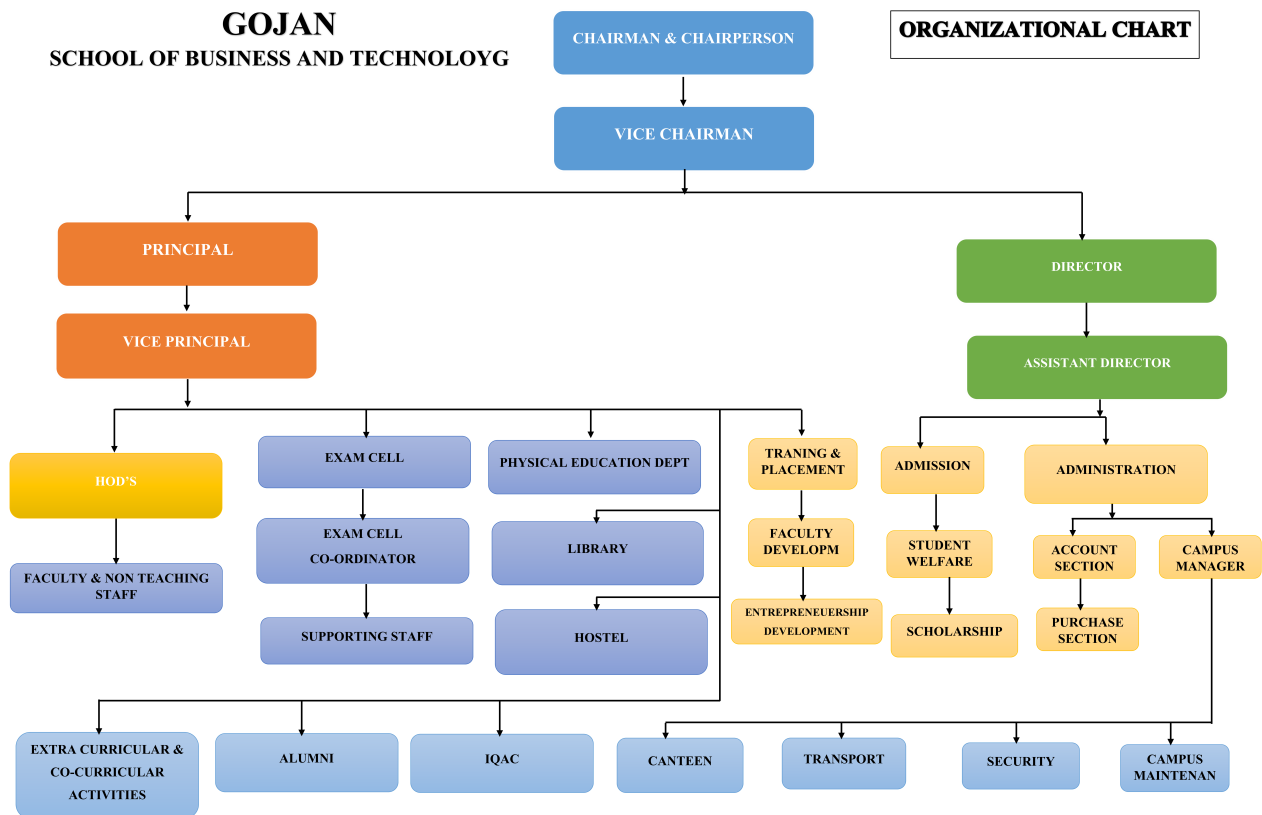 GOJAN
SCHOOL OF BUSINESS AND TECHNOLOYG
ORGANIZATIONAL CHART
CHAIRMAN & CHAIRPERSON
VICE CHAIRMAN
PRINCIPAL
DIRECTOR
VICE PRINCIPAL
ASSISTANT DIRECTOR
HOD'S
EXAM CELL
PHYSICAL EDUCATION DEPT
TRANING &
PLACEMENT
ADMISSION
ADMINISTRATION
FACULTY & NON TEACHING
STAFF
EXAM CELL
CO-ORDINATOR
LIBRARY
FACULTY
DEVELOPM
STUDENT
WELFARE
ACCOUNT
SECTION
CAMPUS
MANAGER
SUPPORTING STAFF
HOSTEL
ENTREPRENEUERSHIP
DEVELOPMENT
SCHOLARSHIP
PURCHASE
SECTION
EXTRA CURRICULAR &
CO-CURRICULAR
ACTIVITIES
ALUMNI
IQAC
CANTEEN
TRANSPORT
SECURITY
CAMPUS
MAINTENAN